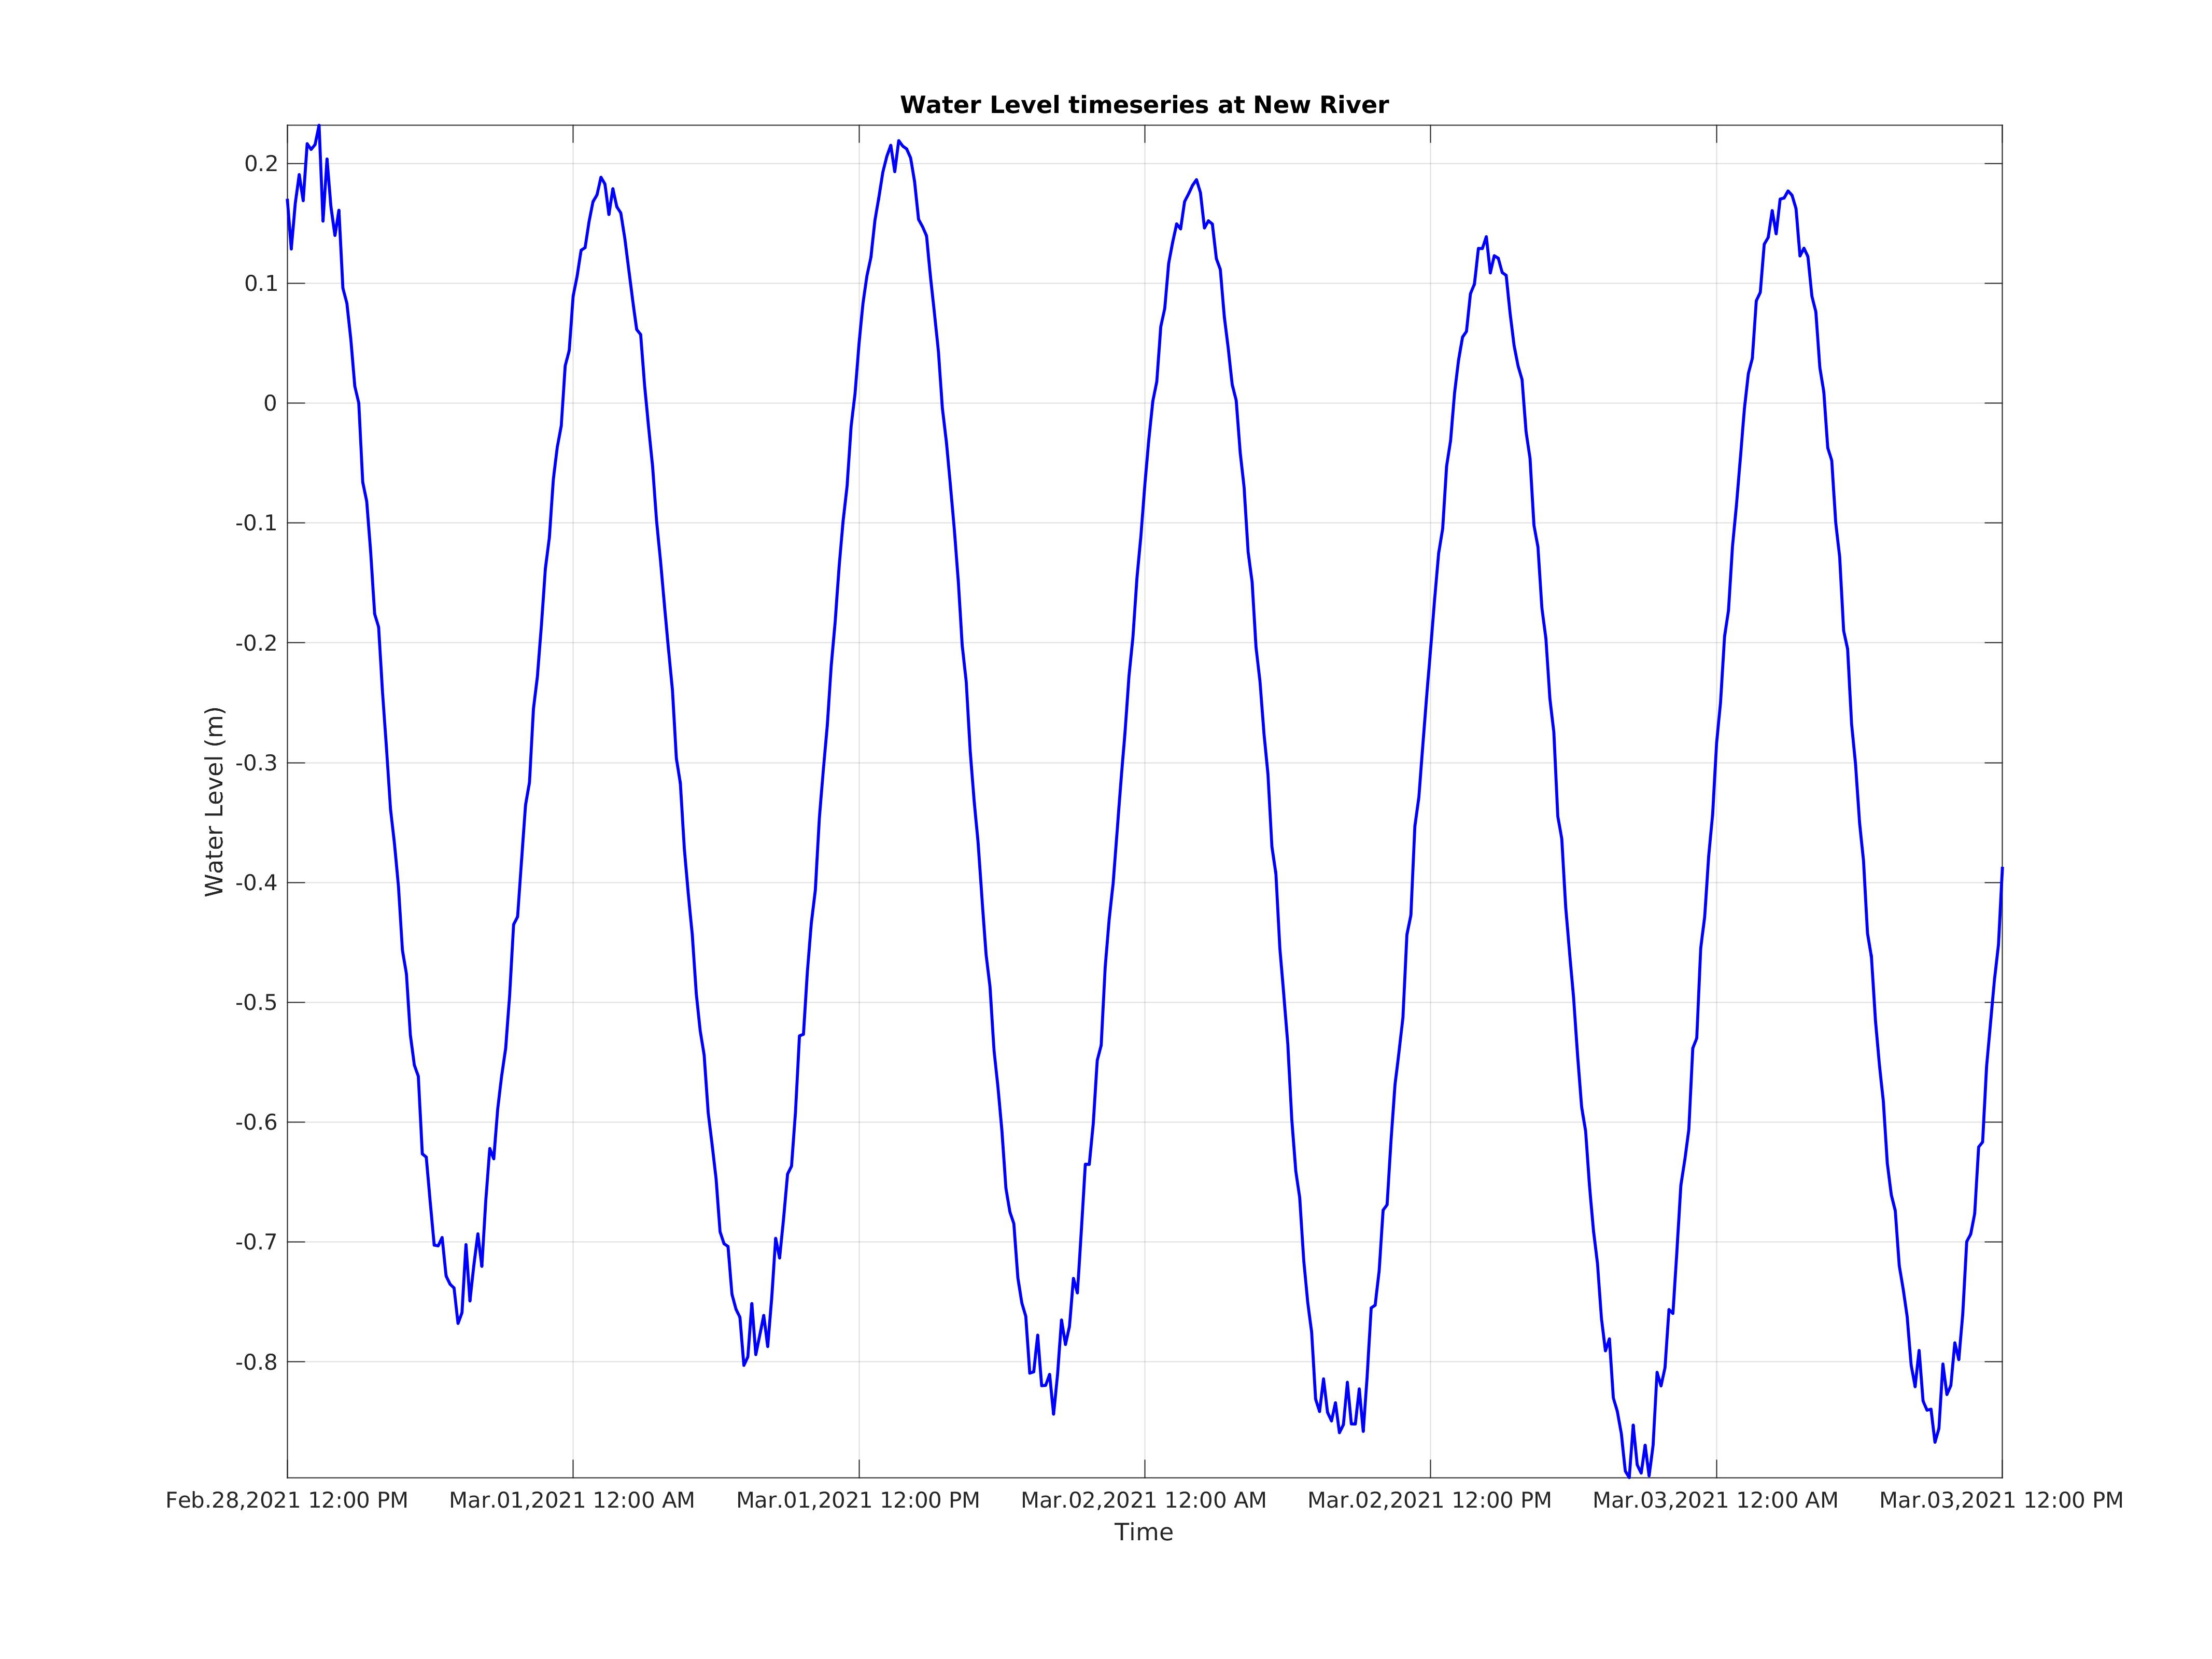 Water Level timeseries at New River
0.2
0.1
0
-0.1
-0.2
-0.3
-0.4
-0.5
-0.6
-0.7
-0.8
Water Level (m)
Feb.28,2021 12:00 PM Mar.01,2021 12:00 AM Mar.01,2021 12:00 PM Mar.02,2021 12:00 AM Mar.02,2021 12:00 PM Mar.03,2021 12:00 AM Mar.03,2021 12:00 PM
Time